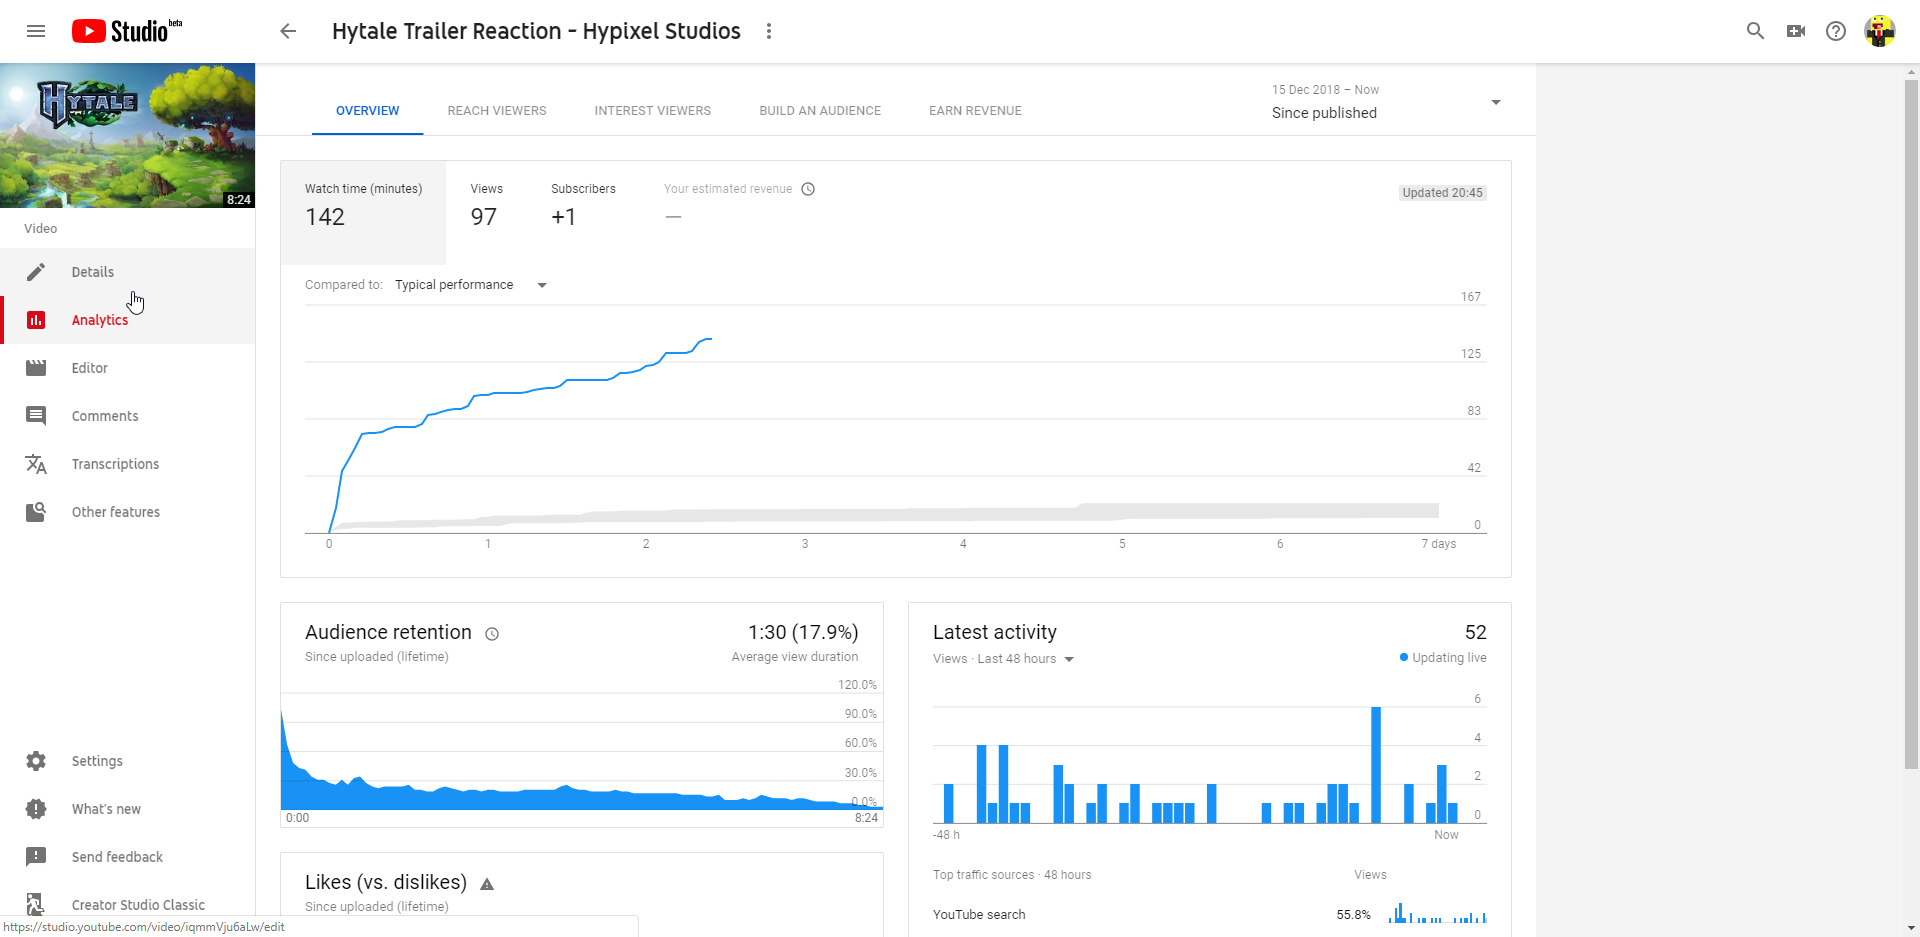 Studio beta
Hytale Trailer Reaction - Hypixel Studios
HYTALE
8:24
Video
Details
Analytics
Editor
Comments
Transcriptions
Other features
Settings
What's new
Send feedback
Creator Studio Classic
https://studio.youtube.com/video/iqmmVju6aLw/edit
OVERVIEW
REACH VIEWERS
INTEREST VIEWERS
BUILD AN AUDIENCE
EARN REVENUE
15 Dec 2018 – Now
Since published
Watch time (minutes)
142
Views
97
Subscribers
+1
Your estimated revenue
—
Updated 20:45
Compared to: Typical performance
167
125
83
42
0
0 1 2 3 4 5 6 7 days
Audience retention
Since uploaded (lifetime)
1:30 (17.9%)
Average view duration
120.0%
90.0%
60.0%
30.0%
0.0%
0:00 8:24
Likes (vs. dislikes)
Since uploaded (lifetime)
Latest activity
Views · Last 48 hours
52
Updating live
6
4
2
0
-48 h Now
Top traffic sources · 48 hours Views
YouTube search 55.8%